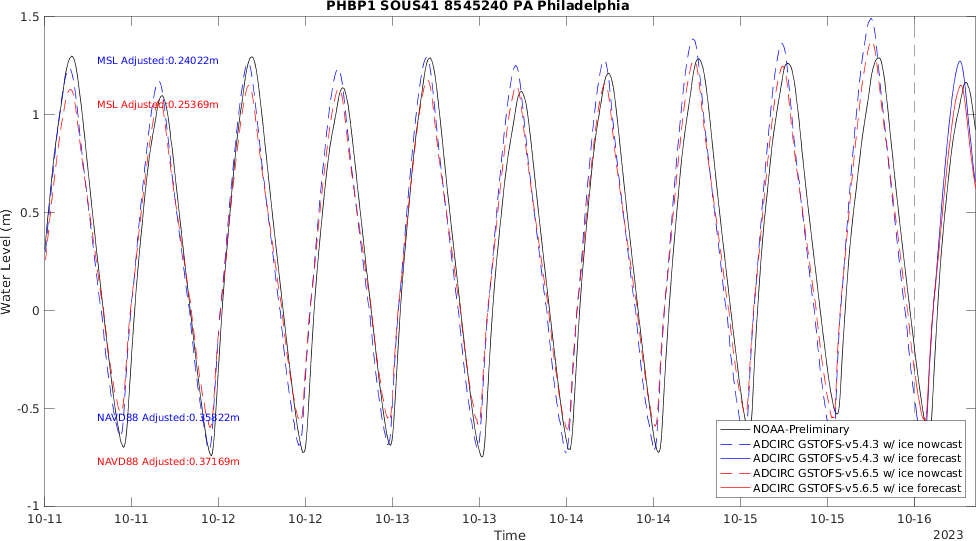 PHBP1 SOUS41 8545240 PA Philadelphia
1.5
1
0.5
0
-0.5
-1
Water Level (m)
MSL Adjusted:0.24022m
MSL Adjusted:0.25369m
NAVD88 Adjusted:0.35822m
NAVD88 Adjusted:0.37169m
NOAA-Preliminary
ADCIRC GSTOFS-v5.4.3 w/ ice nowcast
ADCIRC GSTOFS-v5.4.3 w/ ice forecast
ADCIRC GSTOFS-v5.6.5 w/ ice nowcast
ADCIRC GSTOFS-v5.6.5 w/ ice forecast
10-11 10-11 10-12 10-12 10-13 10-13 10-14 10-14 10-15 10-15 10-16
Time
2023